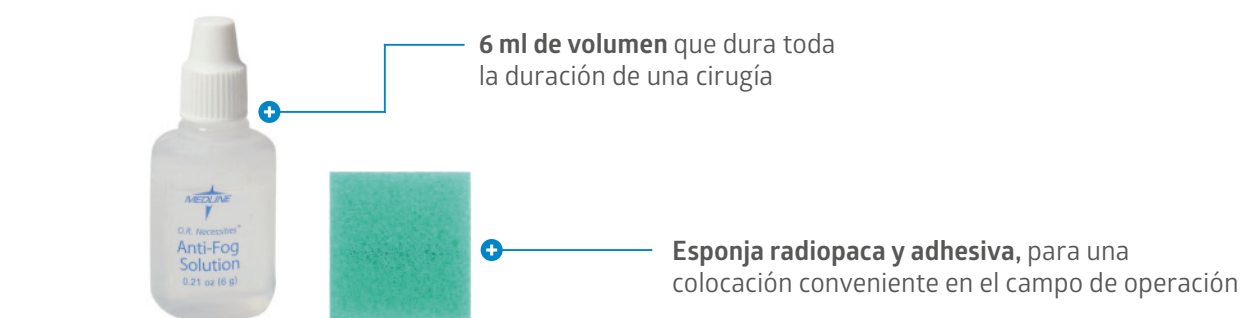 6 ml de volumen que dura toda
la duración de una cirugía
MEDLINE
O.R. Necessities™
Anti-Fog
Solution
0.21 oz (6 g)
Esponja radiopaca y adhesiva, para una
colocación conveniente en el campo de operación